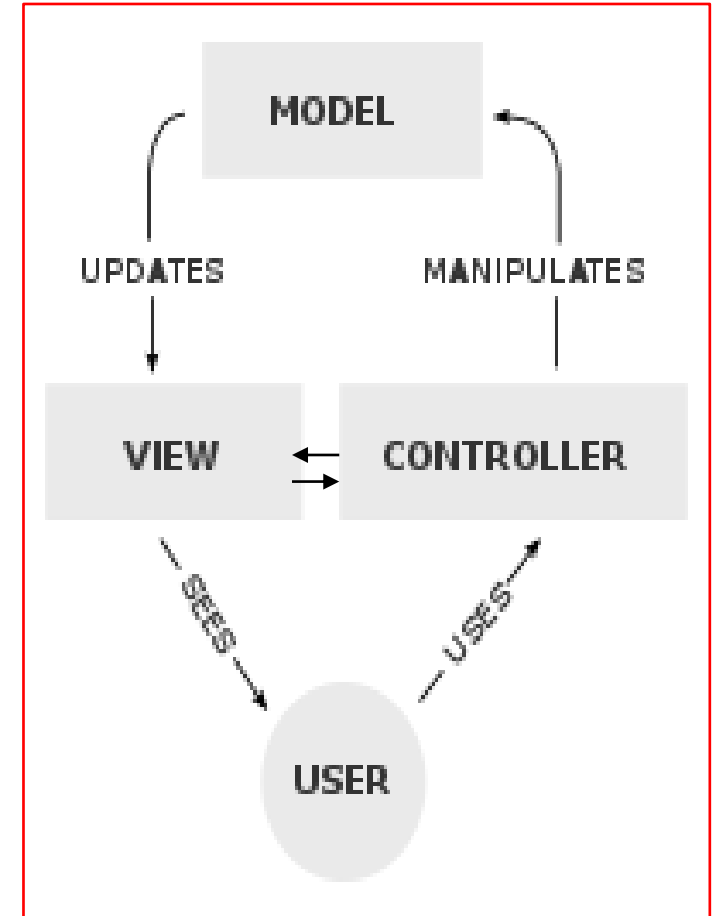 MODEL
UPDATES
MANIPULATES
VIEW
CONTROLLER
SEES
USES
USER